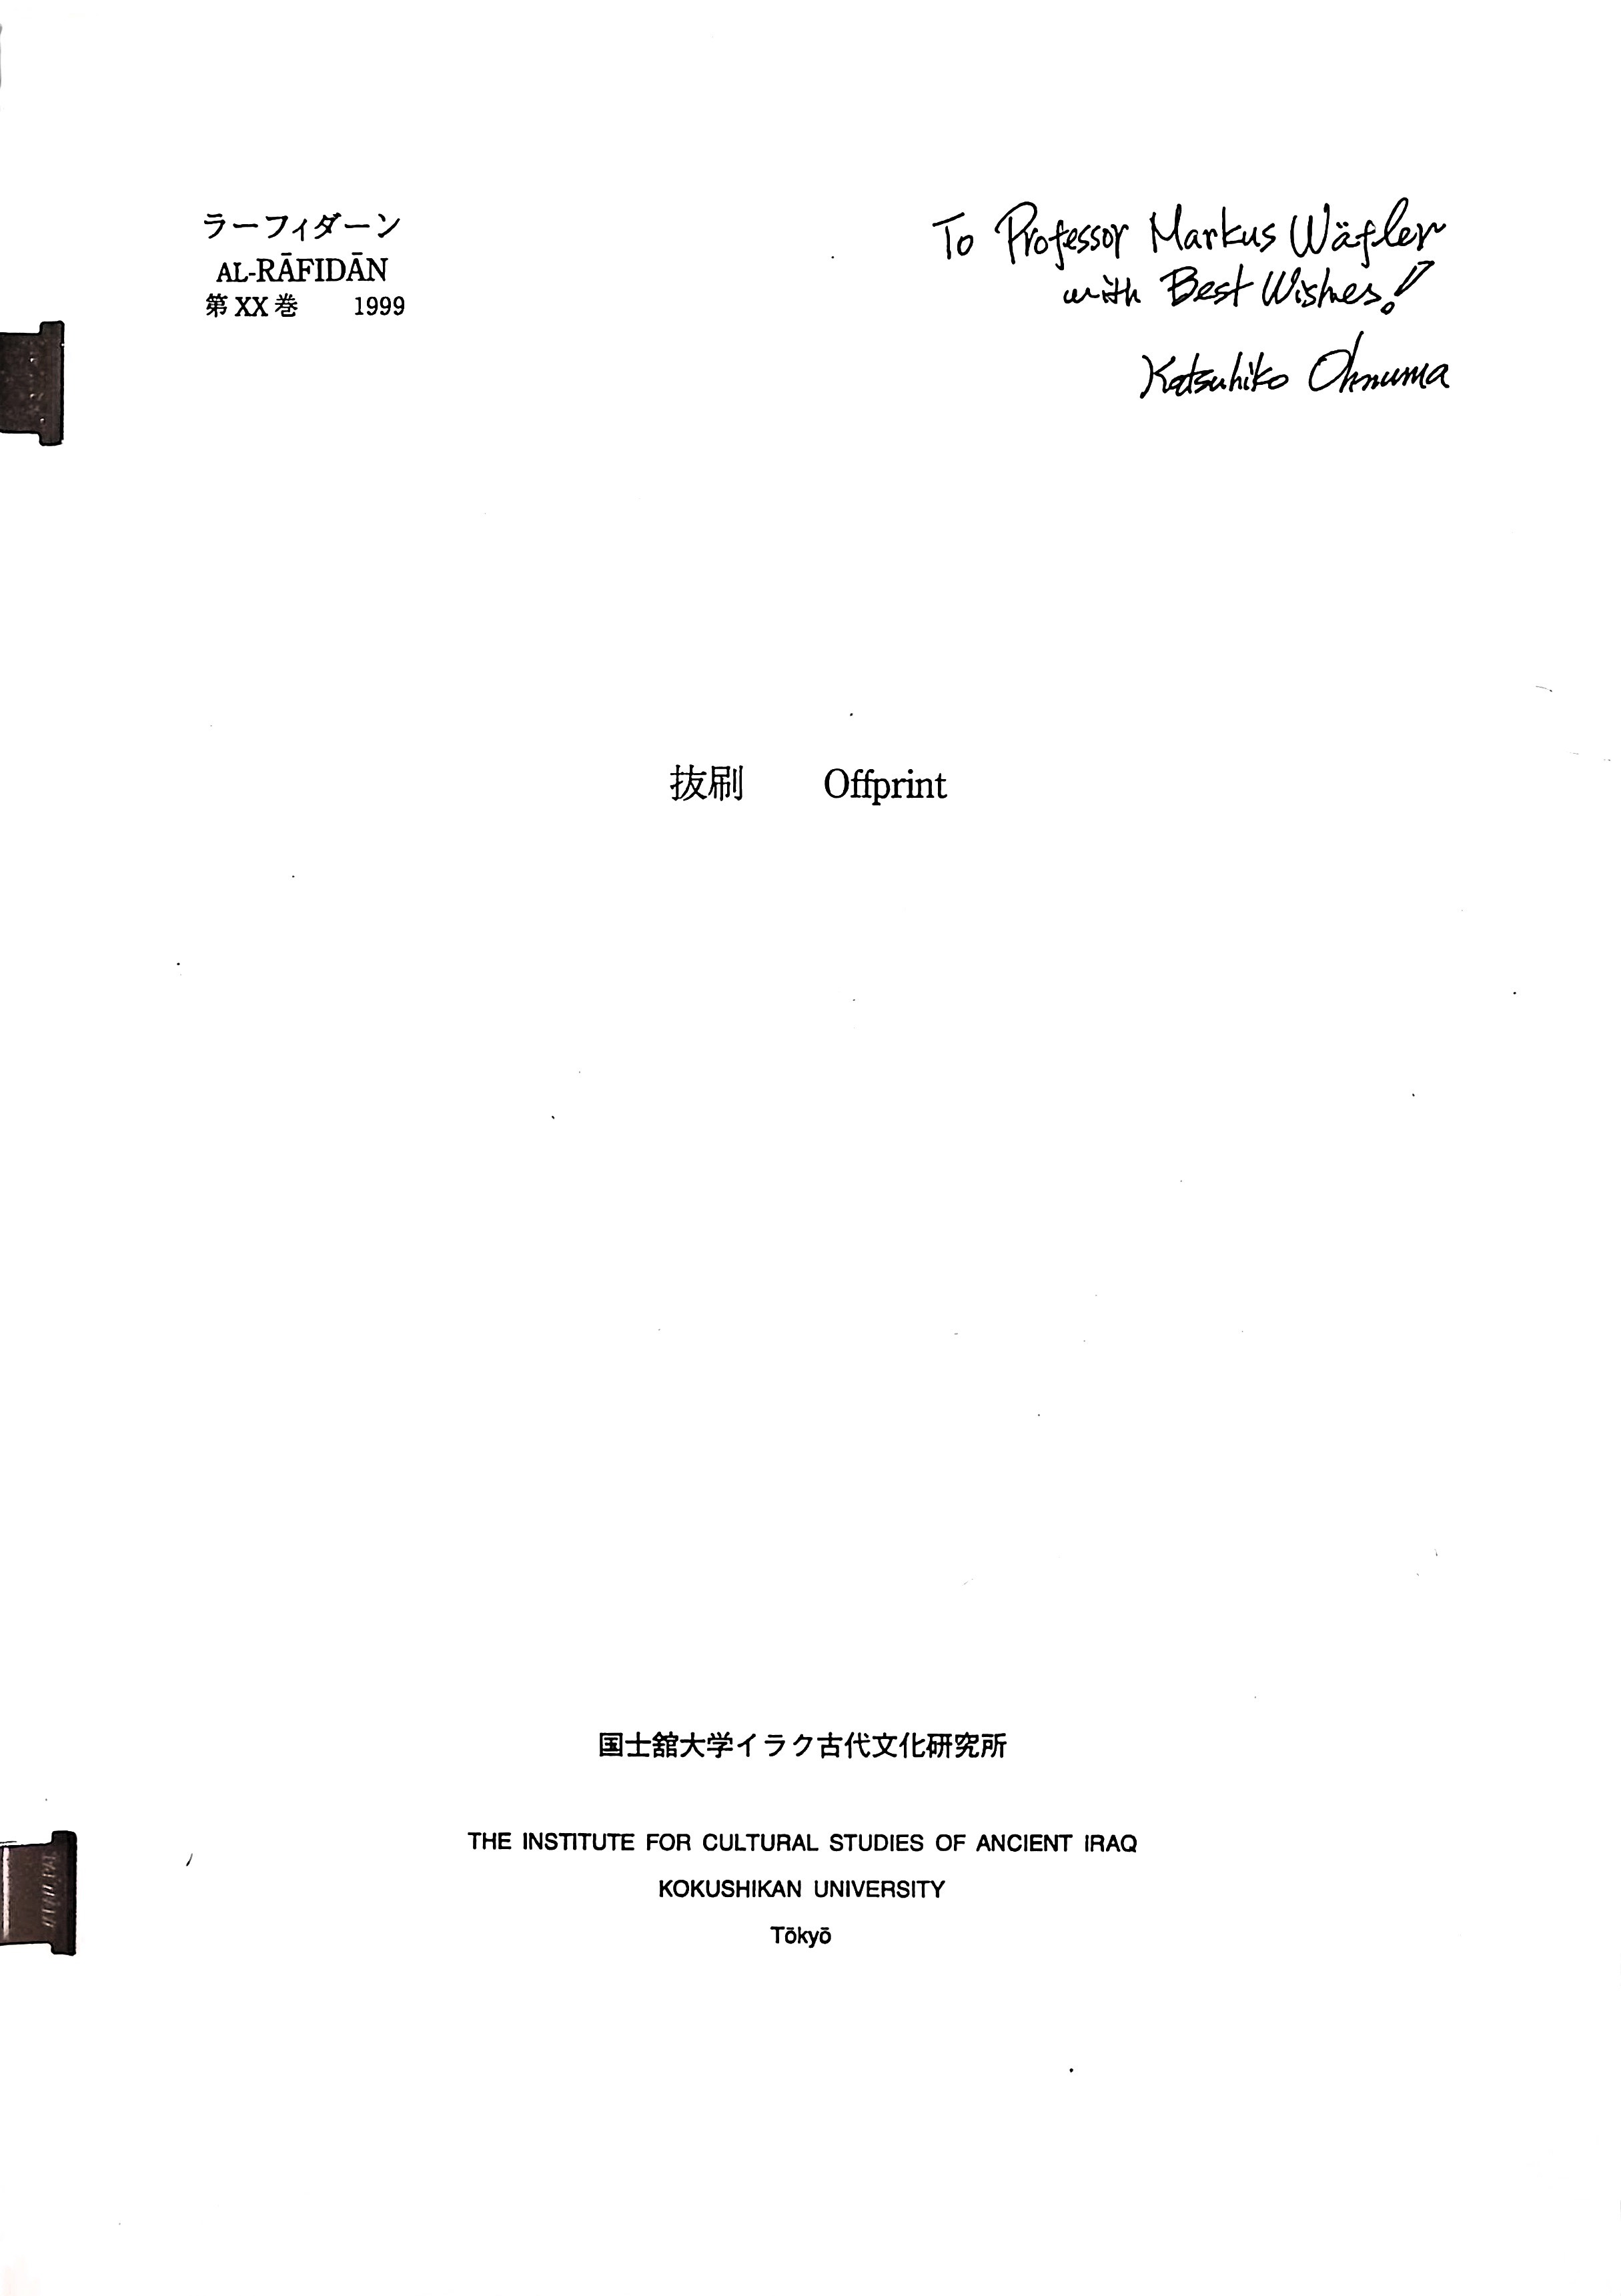 ラーフィダーン
AL-RĀFIDĀN
第 XX 巻 1999
To Professor Markus Wäfler
with Best Wishes!
Katsuhiko Ohnuma
抜刷 Offprint
国士舘大学イラク古代文化研究所
THE INSTITUTE FOR CULTURAL STUDIES OF ANCIENT IRAQ
KOKUSHIKAN UNIVERSITY
Tōkyō